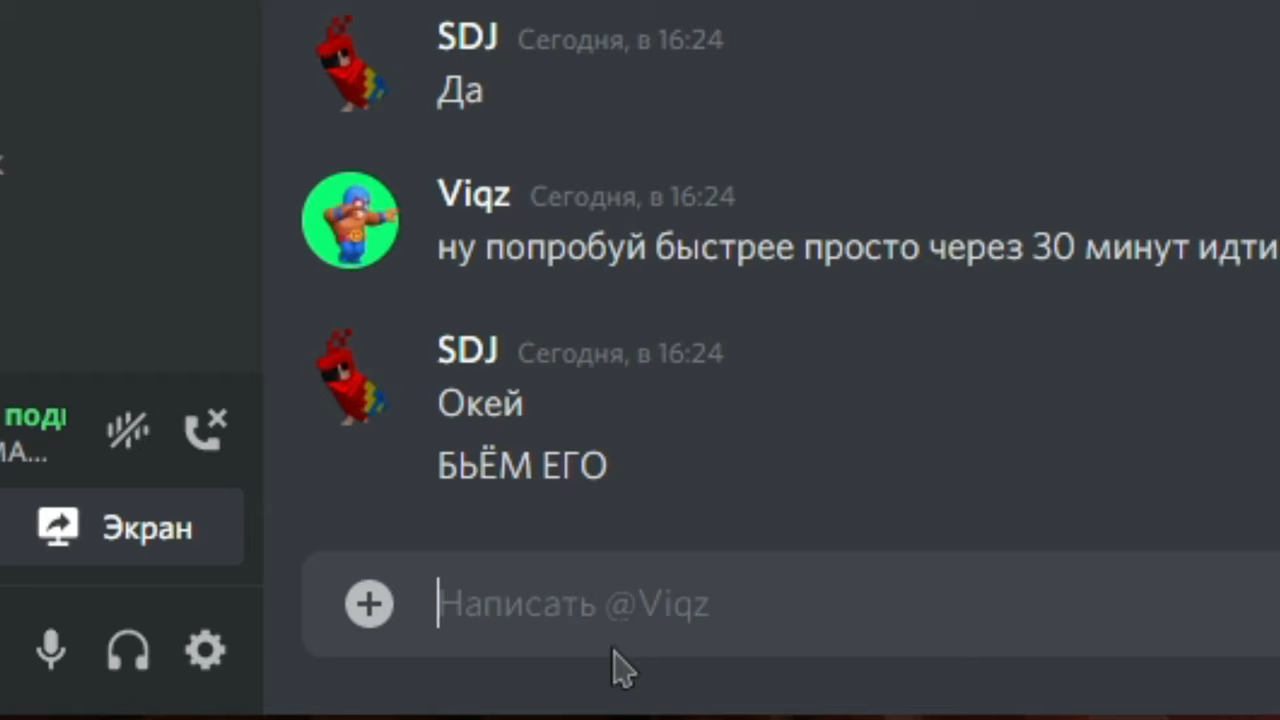 SDJ Сегодня, в 16:24
Да
Viqz Сегодня, в 16:24
ну попробуй быстрее просто через 30 минут идти
SDJ Сегодня, в 16:24
Окей
БЬЁМ ЕГО
Экран
Написать @Viqz